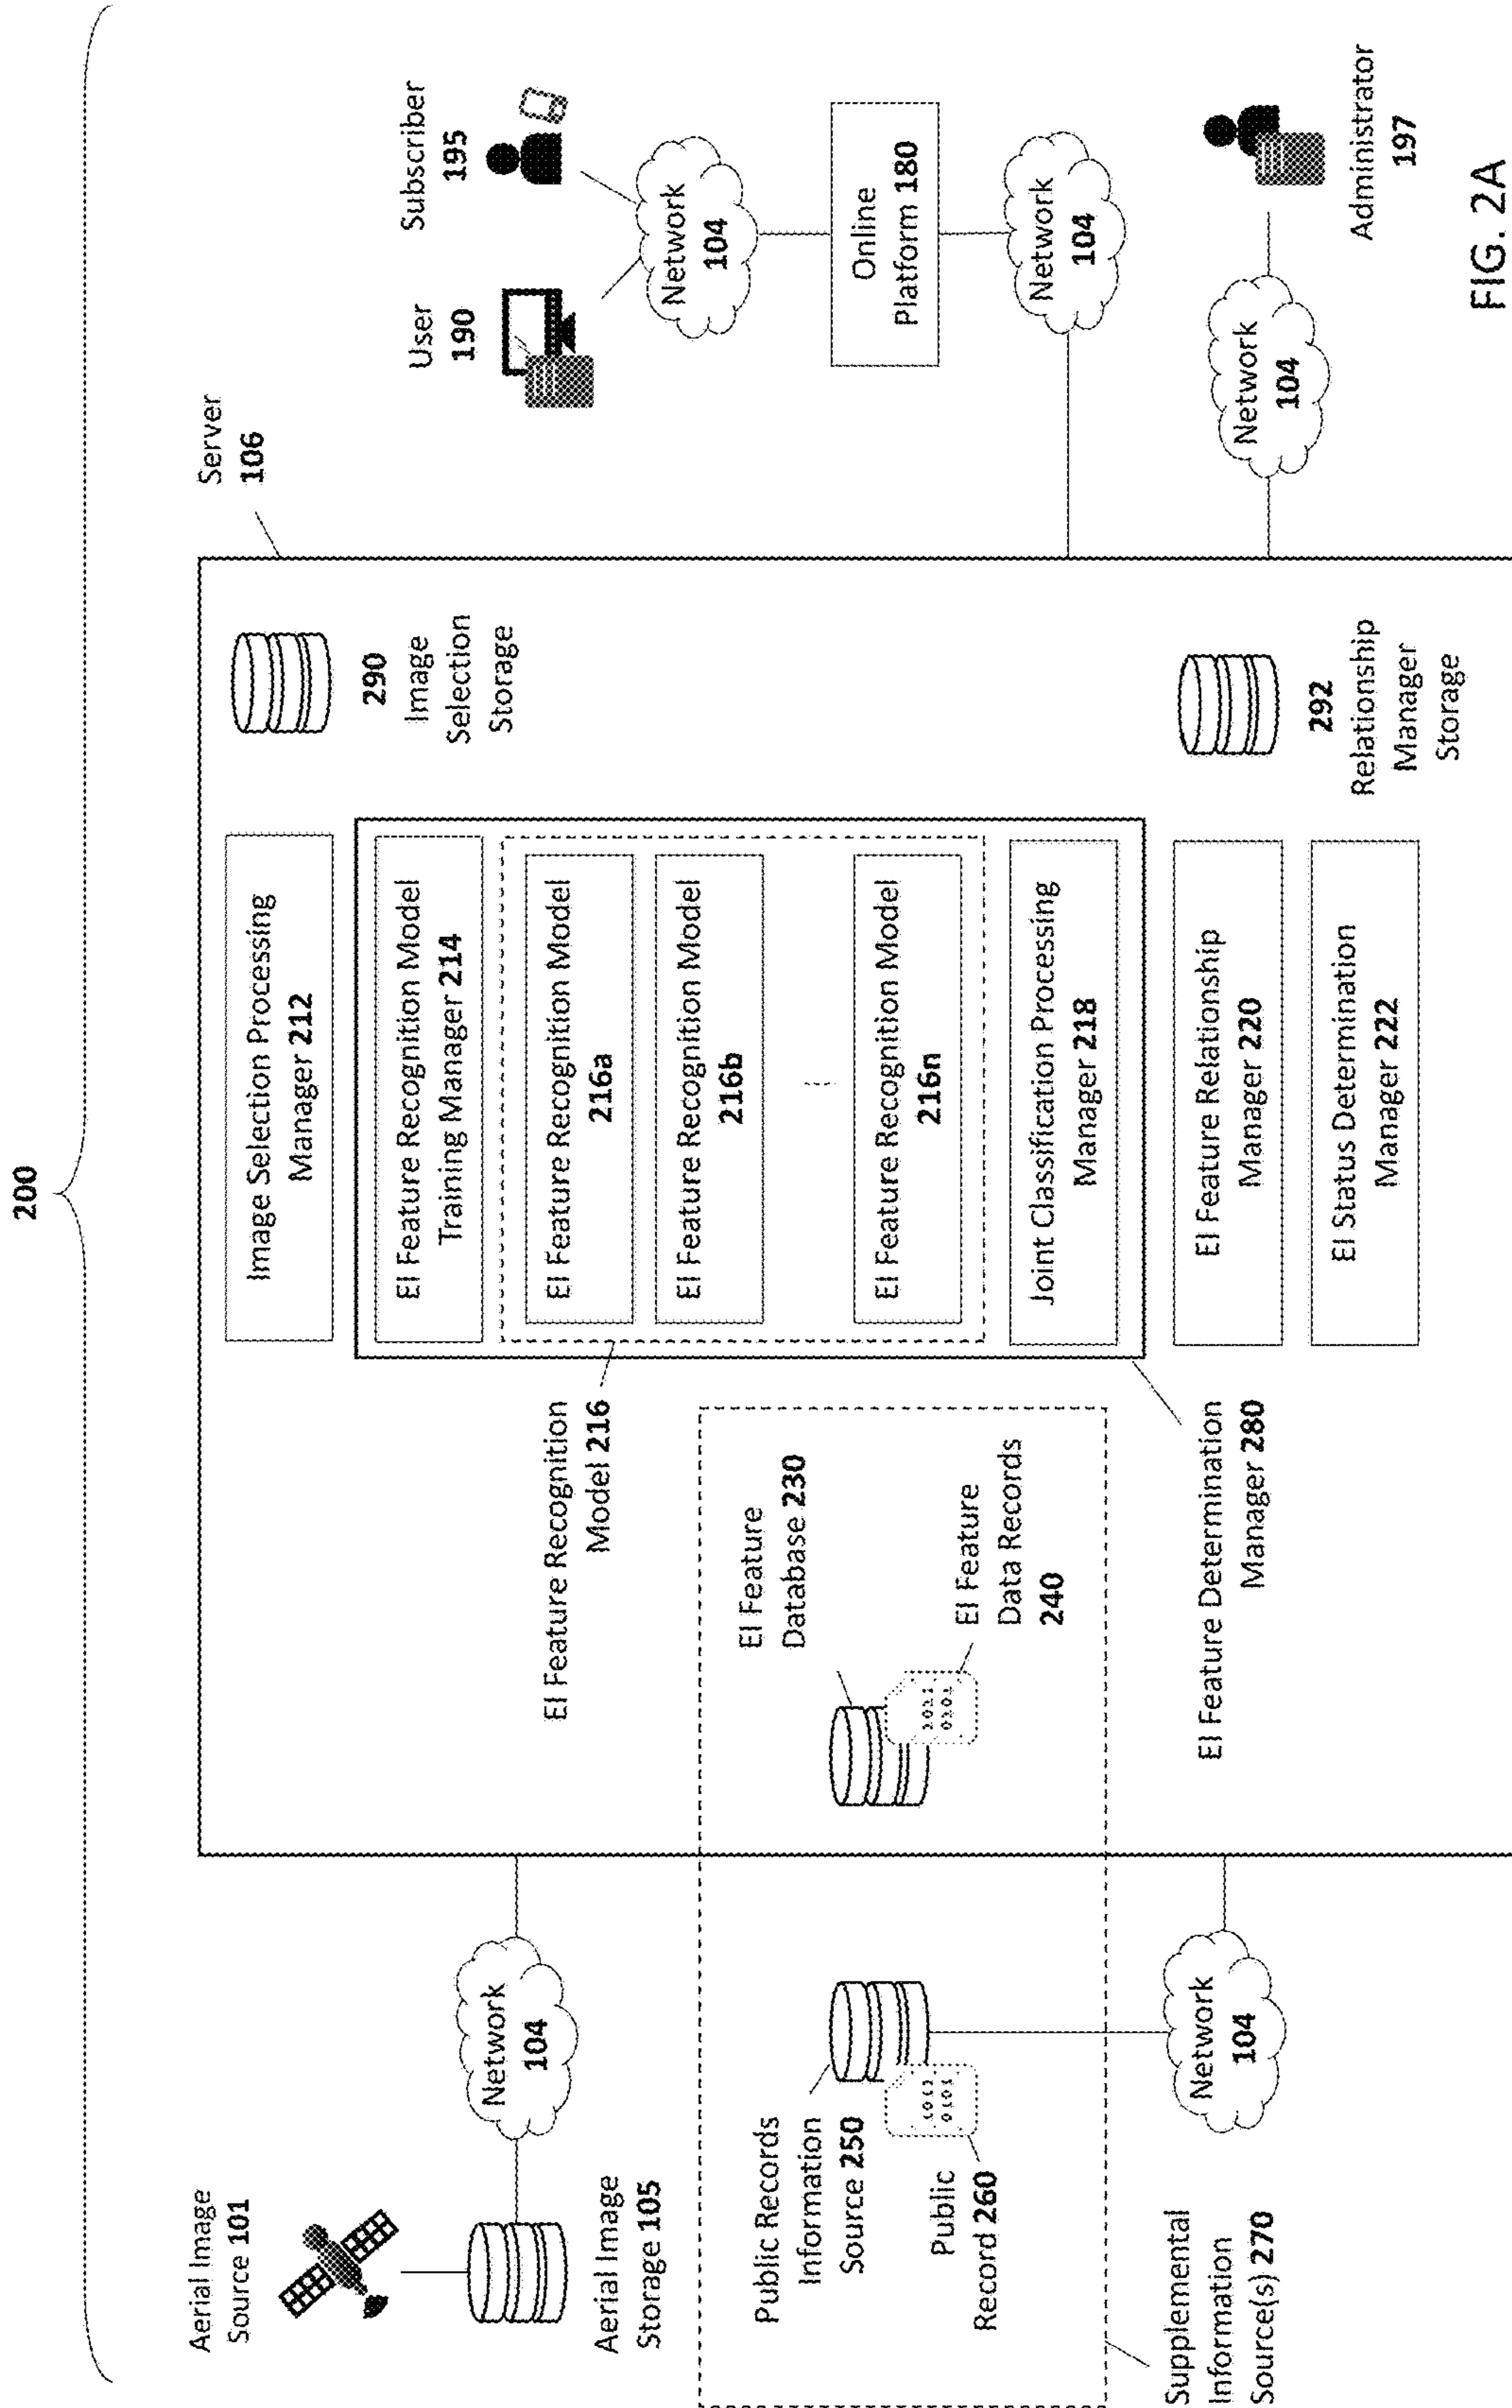 200
Aerial Image
Source 101
Aerial Image
Storage 105
Network
104
Public Records
Information
Source 250
Public
Record 260
1011
0101
Supplemental
Information
Source(s) 270
Network
104
Server
106
EI Feature Recognition
Model 216
EI Feature
Database 230
EI Feature
Data Records
240
1011
0101
EI Feature Determination
Manager 280
Image Selection Processing
Manager 212
EI Feature Recognition Model
Training Manager 214
EI Feature Recognition Model
216a
EI Feature Recognition Model
216b
...
EI Feature Recognition Model
216n
Joint Classification Processing
Manager 218
EI Feature Relationship
Manager 220
EI Status Determination
Manager 222
290
Image
Selection
Storage
292
Relationship
Manager
Storage
User
190
Subscriber
195
Network
104
Online
Platform 180
Network
104
Network
104
Administrator
197
FIG. 2A